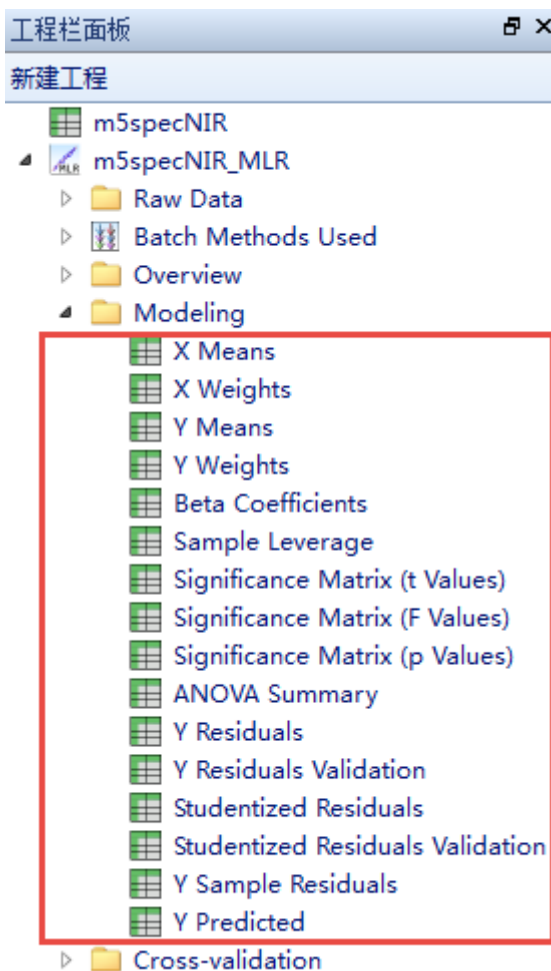 工程栏面板
新建工程
m5specNIR
MLR m5specNIR_MLR
Raw Data
Batch Methods Used
Overview
Modeling
X Means
X Weights
Y Means
Y Weights
Beta Coefficients
Sample Leverage
Significance Matrix (t Values)
Significance Matrix (F Values)
Significance Matrix (p Values)
ANOVA Summary
Y Residuals
Y Residuals Validation
Studentized Residuals
Studentized Residuals Validation
Y Sample Residuals
Y Predicted
Cross-validation